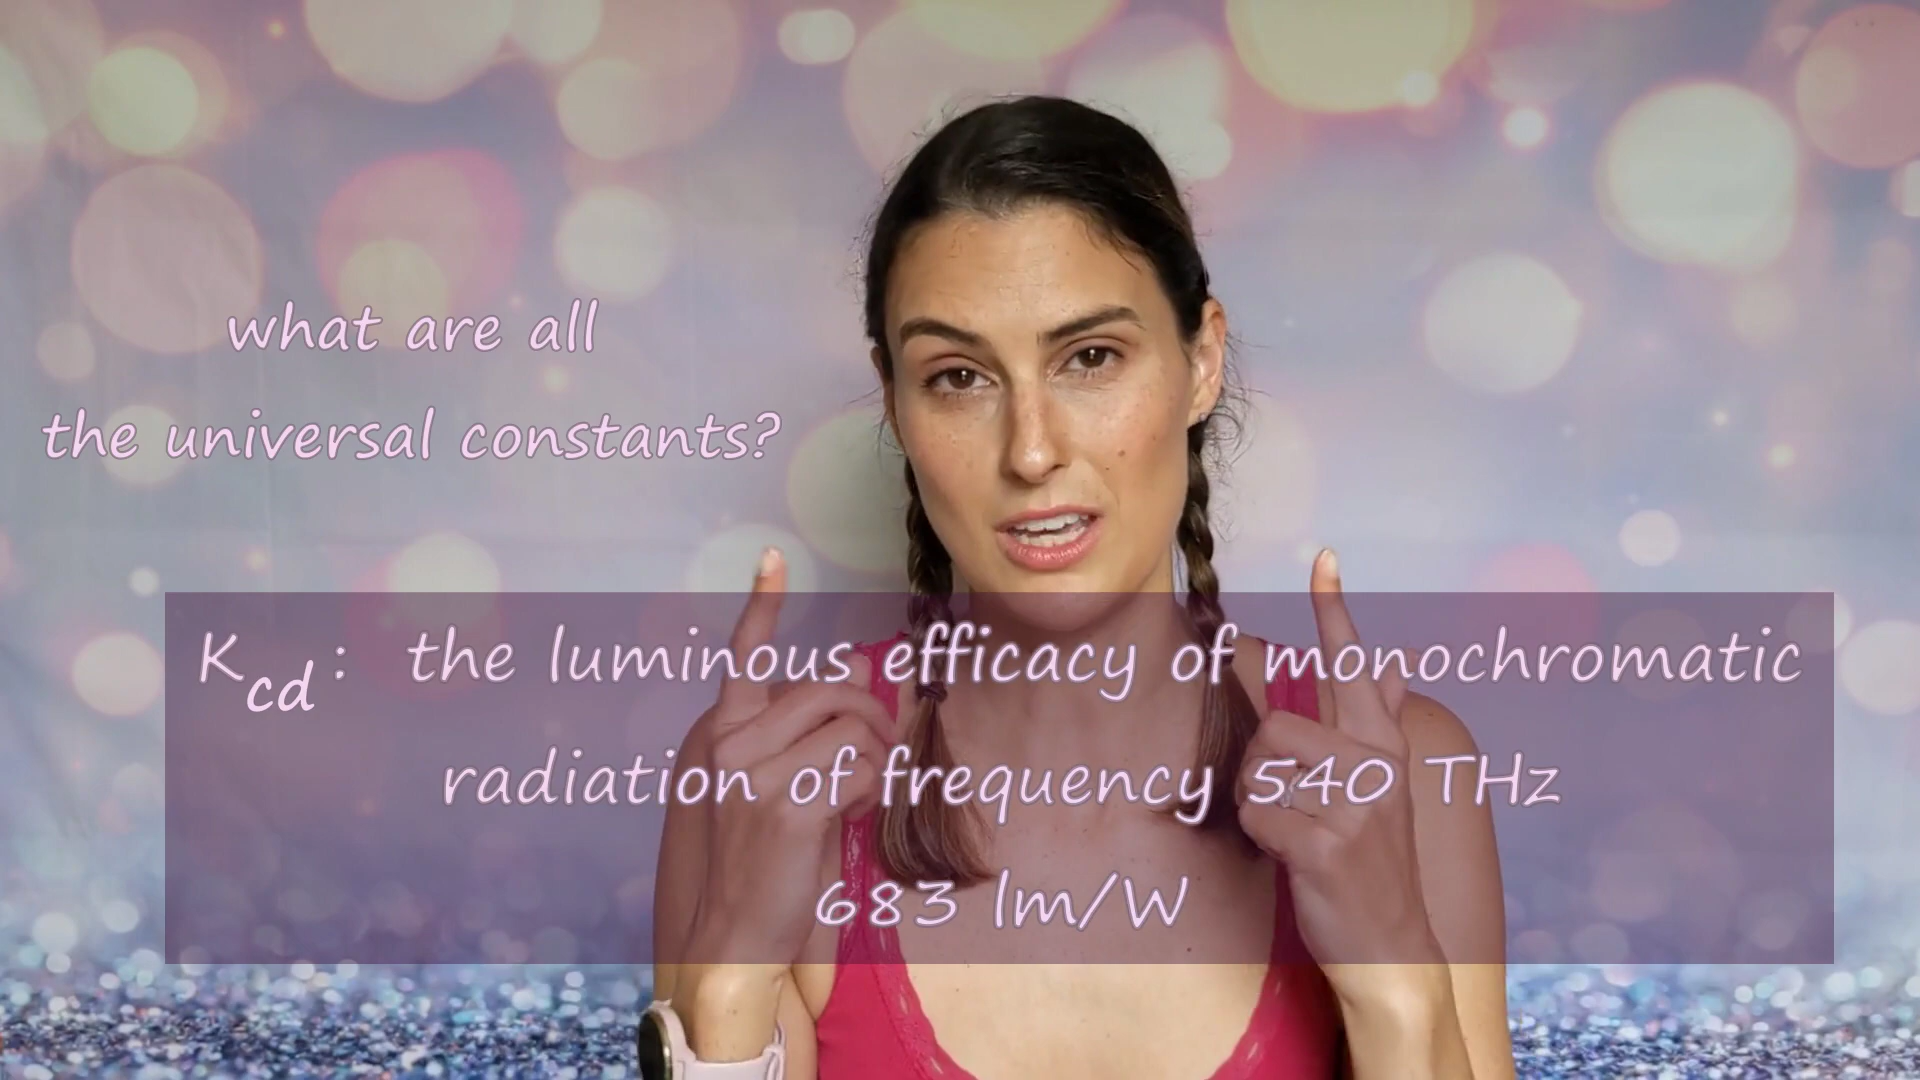 what are all
the universal constants?
Kcd: the luminous efficacy of monochromatic
radiation of frequency 540 THz
683 lm/W